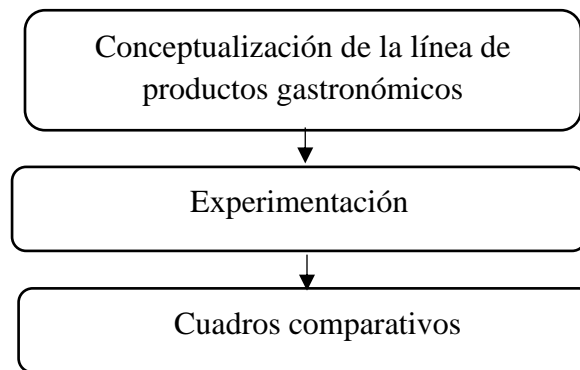 Conceptualización de la línea de
productos gastronómicos
Experimentación
Cuadros comparativos